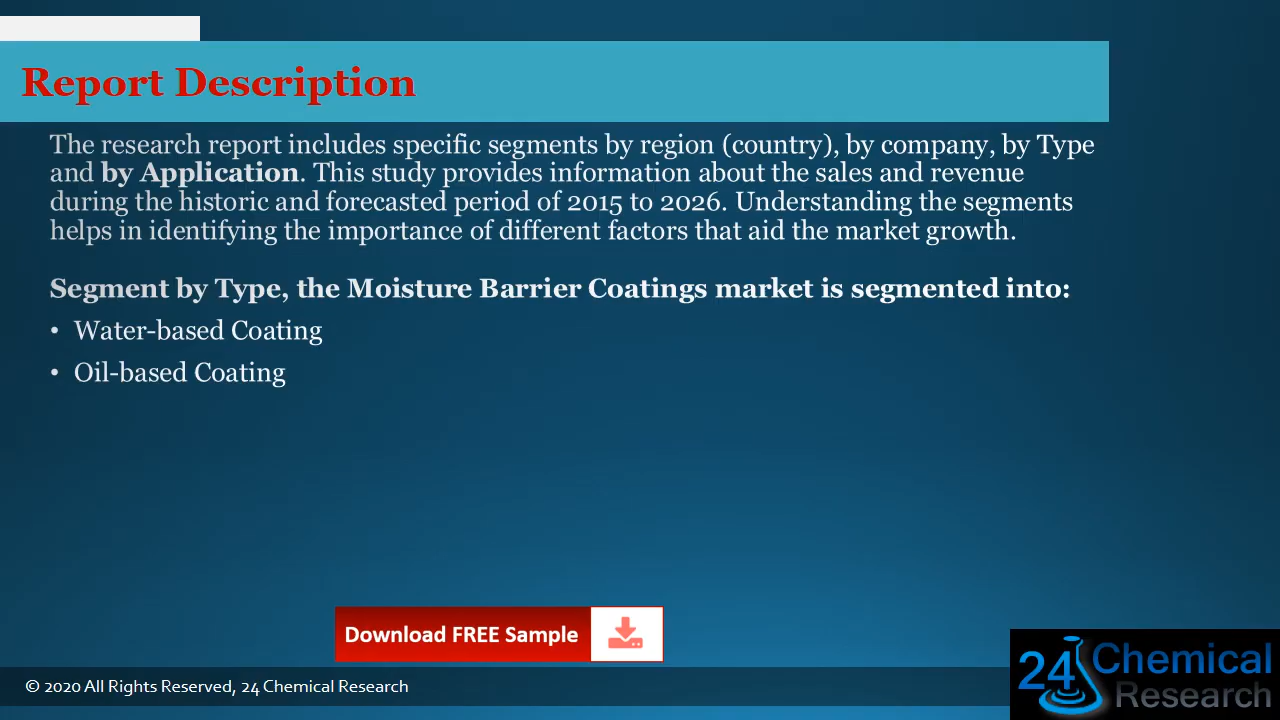 Report Description
The research report includes specific segments by region (country), by company, by Type
and by Application. This study provides information about the sales and revenue
during the historic and forecasted period of 2015 to 2026. Understanding the segments
helps in identifying the importance of different factors that aid the market growth.
Segment by Type, the Moisture Barrier Coatings market is segmented into:
• Water-based Coating
• Oil-based Coating
Download FREE Sample
© 2020 All Rights Reserved, 24 Chemical Research
24 Chemical
Research